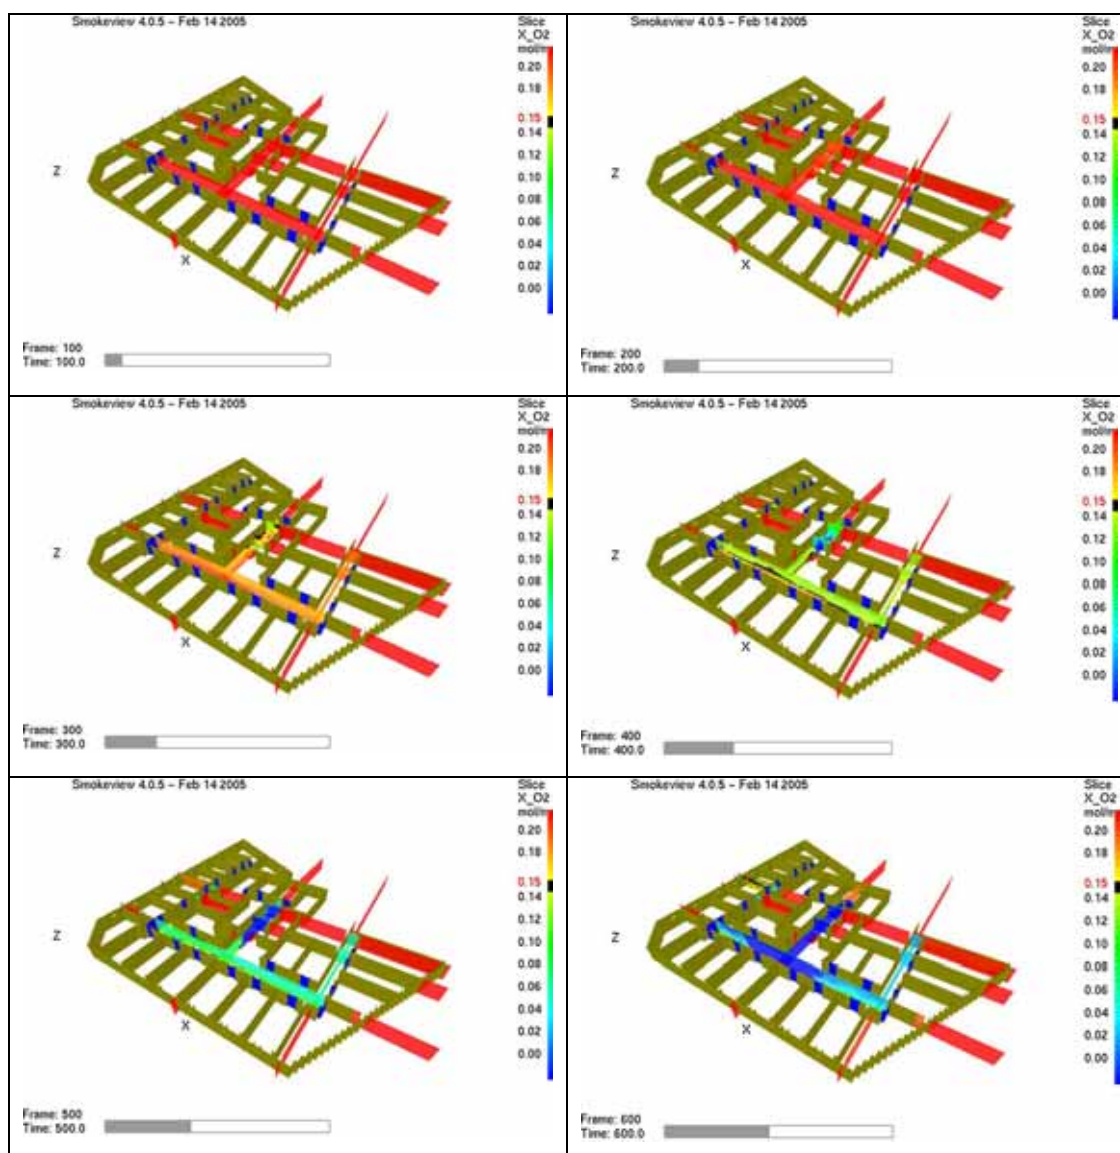 Smokeview 4.0.5 – Feb 14 2005
Slice
X_O2
mol/m
0.20
0.18
0.15
0.14
0.12
0.10
0.08
0.06
0.04
0.02
0.00
Z
X
Frame: 100
Time: 100.0
Smokeview 4.0.5 – Feb 14 2005
Slice
X_O2
mol/m
0.20
0.18
0.15
0.14
0.12
0.10
0.08
0.06
0.04
0.02
0.00
Z
X
Frame: 200
Time: 200.0
Smokeview 4.0.5 – Feb 14 2005
Slice
X_O2
mol/m
0.20
0.18
0.15
0.14
0.12
0.10
0.08
0.06
0.04
0.02
0.00
Z
X
Frame: 300
Time: 300.0
Smokeview 4.0.5 – Feb 14 2005
Slice
X_O2
mol/m
0.20
0.18
0.15
0.14
0.12
0.10
0.08
0.06
0.04
0.02
0.00
Z
X
Frame: 400
Time: 400.0
Smokeview 4.0.5 – Feb 14 2005
Slice
X_O2
mol/m
0.20
0.18
0.15
0.14
0.12
0.10
0.08
0.06
0.04
0.02
0.00
Z
X
Frame: 500
Time: 500.0
Smokeview 4.0.5 – Feb 14 2005
Slice
X_O2
mol/m
0.20
0.18
0.15
0.14
0.12
0.10
0.08
0.06
0.04
0.02
0.00
Z
X
Frame: 600
Time: 600.0